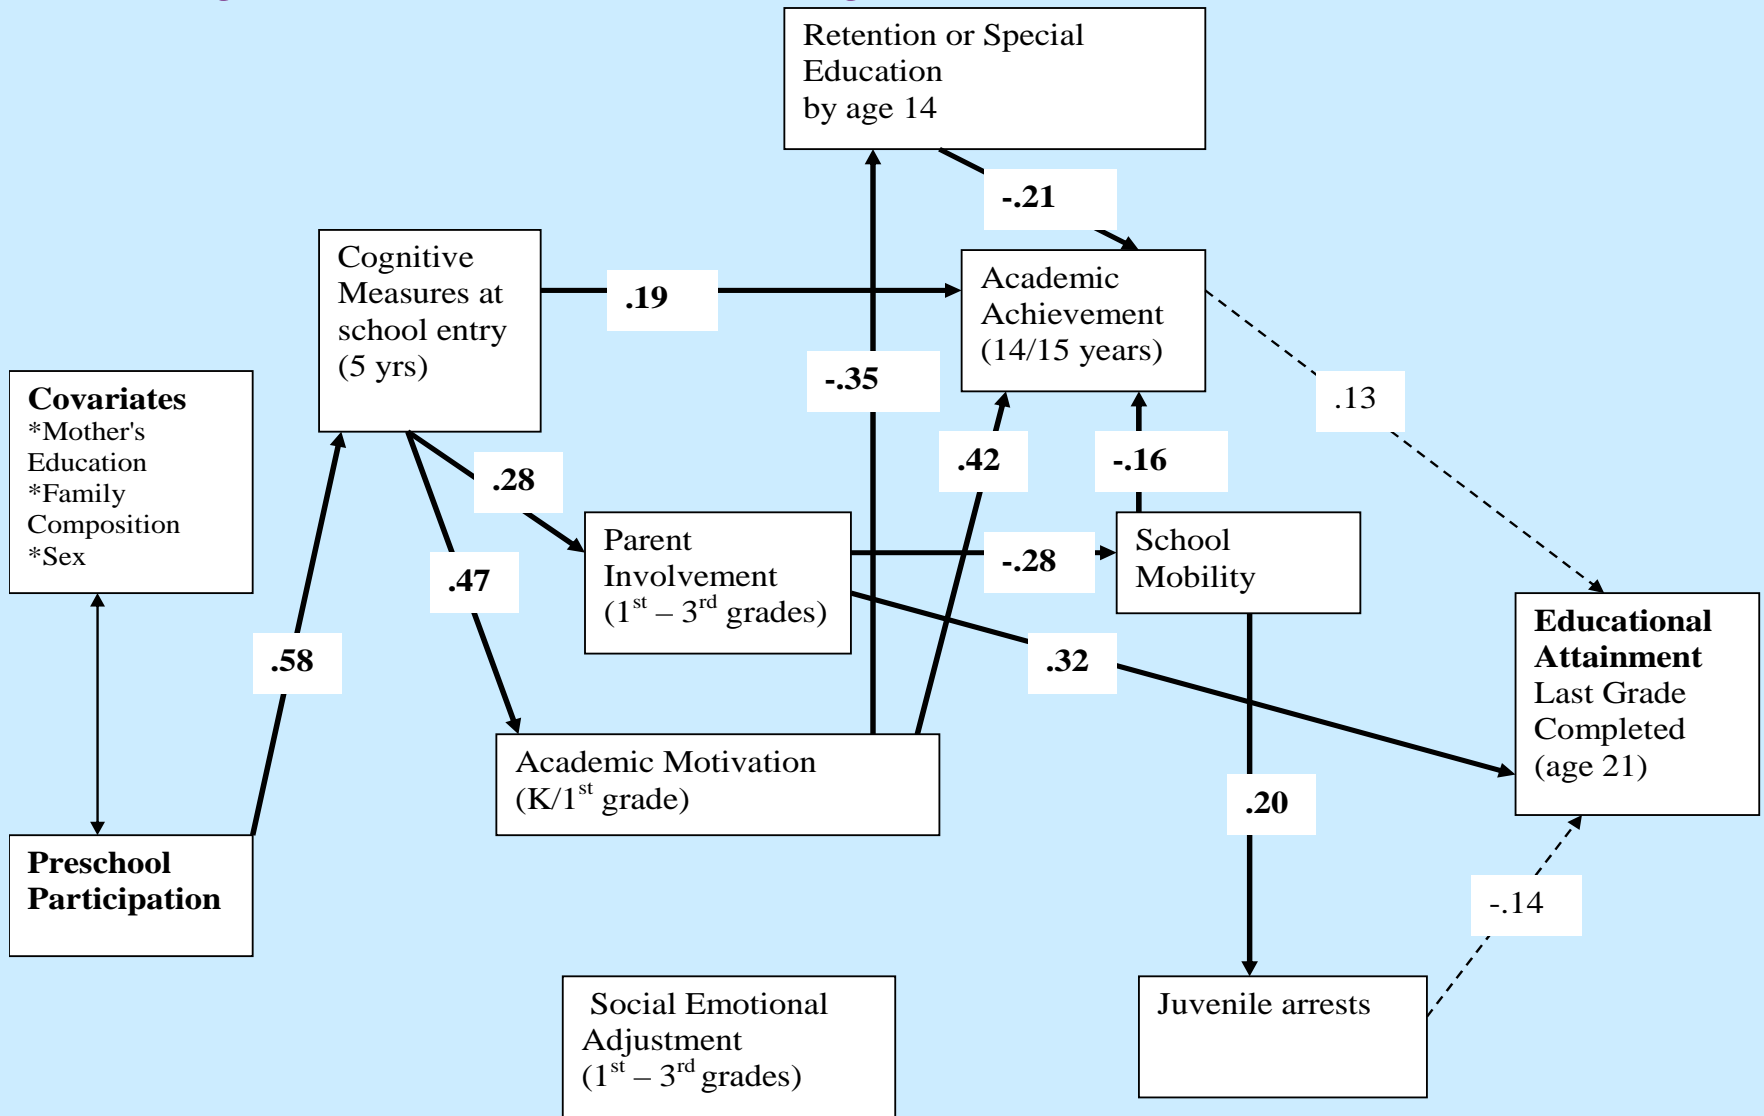 Retention or Special
Education
by age 14
-.21
Cognitive
Measures at
school entry
(5 yrs)
.19
Academic
Achievement
(14/15 years)
-.35
.13
Covariates
*Mother's
Education
*Family
Composition
*Sex
.28
.42
-.16
.47
Parent
Involvement
(1st – 3rd grades)
-.28
School
Mobility
.58
.32
Educational
Attainment
Last Grade
Completed
(age 21)
Academic Motivation
(K/1st grade)
.20
Preschool
Participation
-.14
Social Emotional
Adjustment
(1st – 3rd grades)
Juvenile arrests